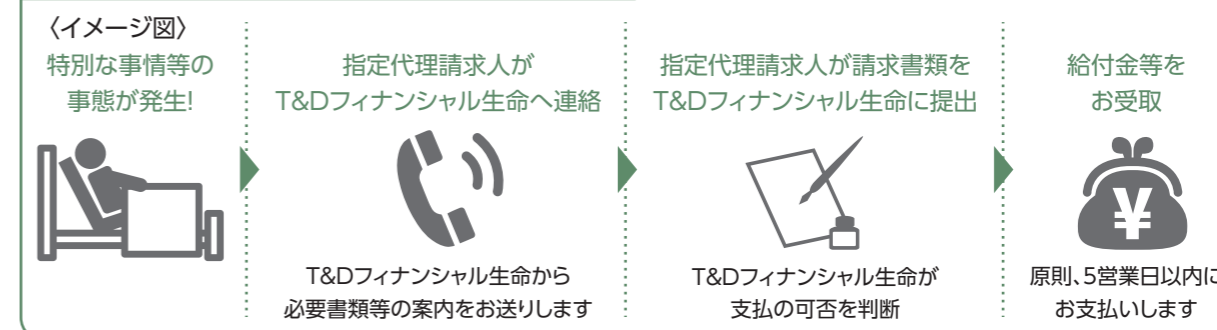 〈イメージ図〉
特別な事情等の
事態が発生!
指定代理請求人が
T&Dフィナンシャル生命へ連絡
T&Dフィナンシャル生命から
必要書類等の案内をお送りします
指定代理請求人が請求書類を
T&Dフィナンシャル生命に提出
T&Dフィナンシャル生命が
支払の可否を判断
給付金等を
お受取
¥
原則、5営業日以内に
お支払いします